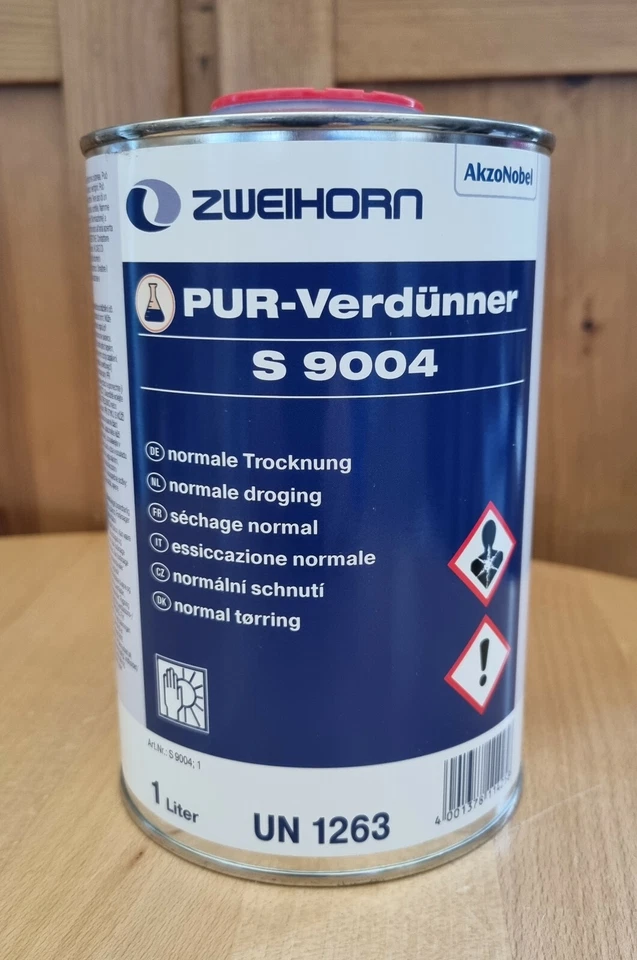 AkzoNobel
ZWEIHORN
PUR-Verdünner
S 9004
DE normale Trocknung
NL normale droging
FR séchage normal
IT essiccazione normale
CZ normální schnutí
DK normal tørring
Art.Nr.: S 9004; 1
1 Liter
UN 1263